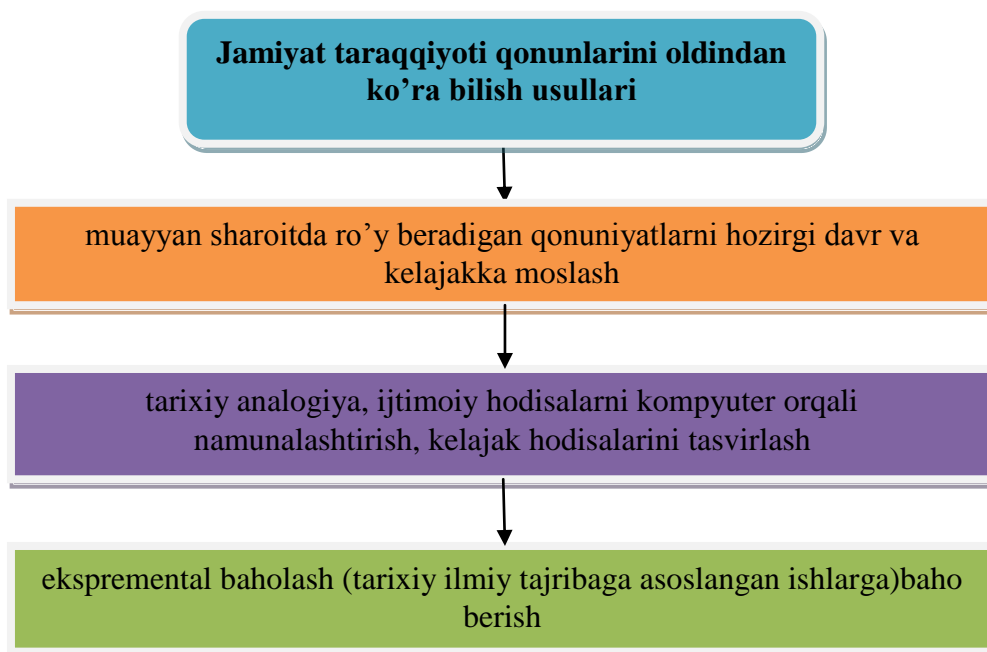 Jamiyat taraqqiyoti qonunlarini oldindan
ko’ra bilish usullari
muayyan sharoitda ro’y beradigan qonuniyatlarni hozirgi davr va
kelajakka moslash
tarixiy analogiya, ijtimoiy hodisalarni kompyuter orqali
namunalashtirish, kelajak hodisalarini tasvirlash
ekspremental baholash (tarixiy ilmiy tajribaga asoslangan ishlarga)baho
berish